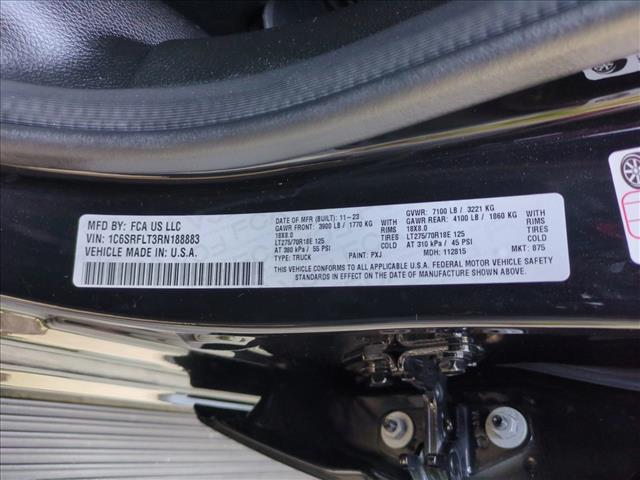 MFD BY: FCA US LLC
VIN: 1C6SRFLT3RN188883
VEHICLE MADE IN: U.S.A.
DATE OF MFR (BUILT): 11-23
GAWR FRONT: 3900 LB / 1770 KG
18X8.0 RIMS
LT275/70R18E 125 TIRES
AT 380 kPa / 55 PSI COLD
TYPE: TRUCK PAINT: PXJ
GVWR: 7100 LB / 3221 KG
GAWR REAR: 4100 LB / 1860 KG WITH
18X8.0 RIMS
LT275/70R18E 125 TIRES
AT 310 kPa / 45 PSI COLD
MDH: 112815 MKT: 875
THIS VEHICLE CONFORMS TO ALL APPLICABLE U.S.A. FEDERAL MOTOR VEHICLE SAFETY
STANDARDS IN EFFECT ON THE DATE OF MANUFACTURE SHOWN ABOVE.